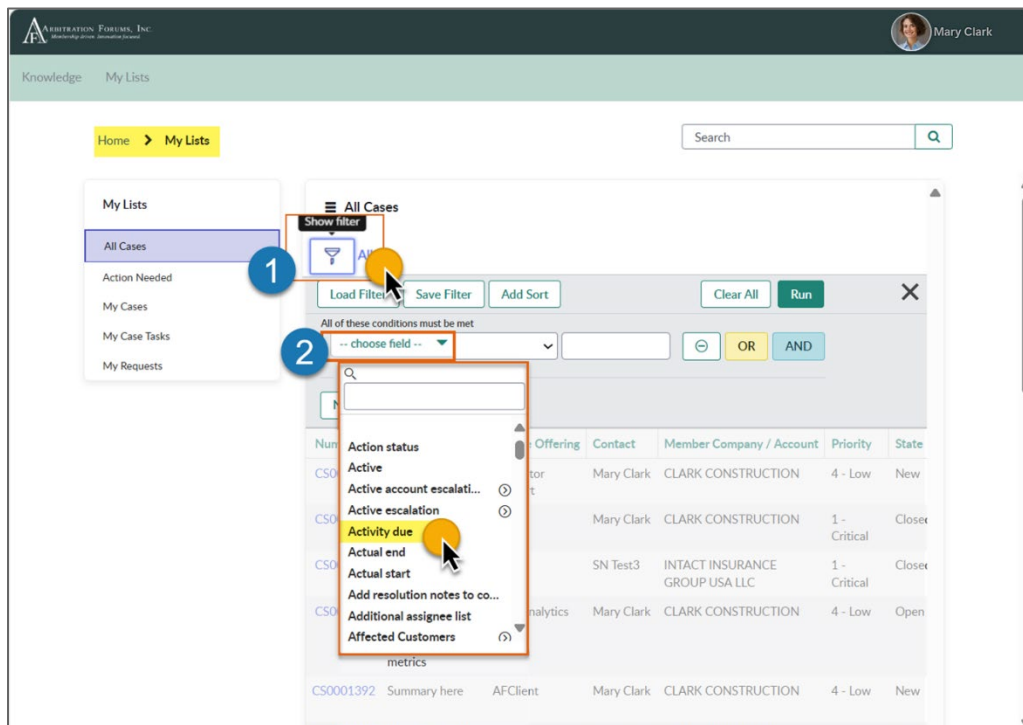 ARBITRATION FORUMS, INC.
Membership driven. Innovation focused.
Mary Clark
Knowledge My Lists
Home > My Lists
Search
My Lists
All Cases
Action Needed
My Cases
My Case Tasks
My Requests
All Cases
Show filter
1
All
Load Filter Save Filter Add Sort Clear All Run
All of these conditions must be met
2
-- choose field -- OR AND
Action status
Active
Active account escalati...
Active escalation
Activity due
Actual end
Actual start
Add resolution notes to co...
Additional assignee list
Affected Customers
Offering Contact Member Company / Account Priority State
Mary Clark CLARK CONSTRUCTION 4 - Low New
Mary Clark CLARK CONSTRUCTION 1 - Critical
SN Test3 INTACT INSURANCE GROUP USA LLC 1 - Critical
Mary Clark CLARK CONSTRUCTION 4 - Low Open
metrics
CS0001392 Summary here AFClient Mary Clark CLARK CONSTRUCTION 4 - Low New